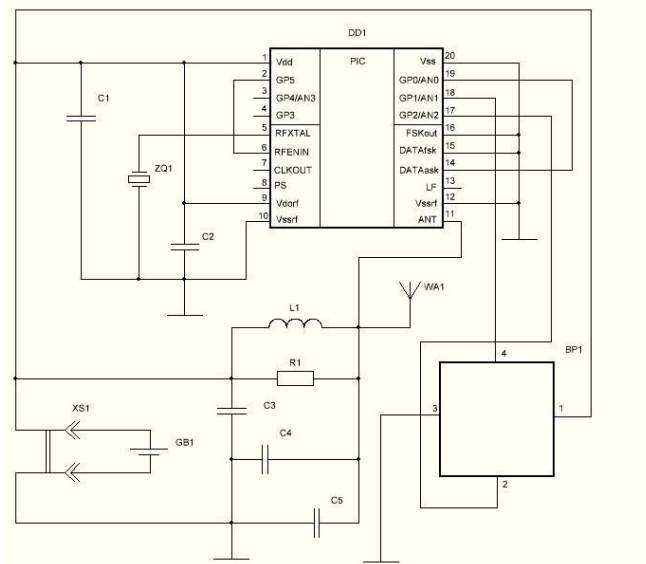 DD1
1 Vdd PIC Vss 20
2 GP5 GP0/AN0 19
3 GP4/AN3 GP1/AN1 18
4 GP3 GP2/AN2 17
5 RFXTAL FSKout 16
6 RFENIN DATAfsk 15
7 CLKOUT DATAask 14
8 PS LF 13
9 Vdorf Vssrf 12
10 Vssrf ANT 11
C1
ZQ1
C2
WA1
L1
R1
BP1
4
C3
3
1
XS1
C4
GB1
2
C5